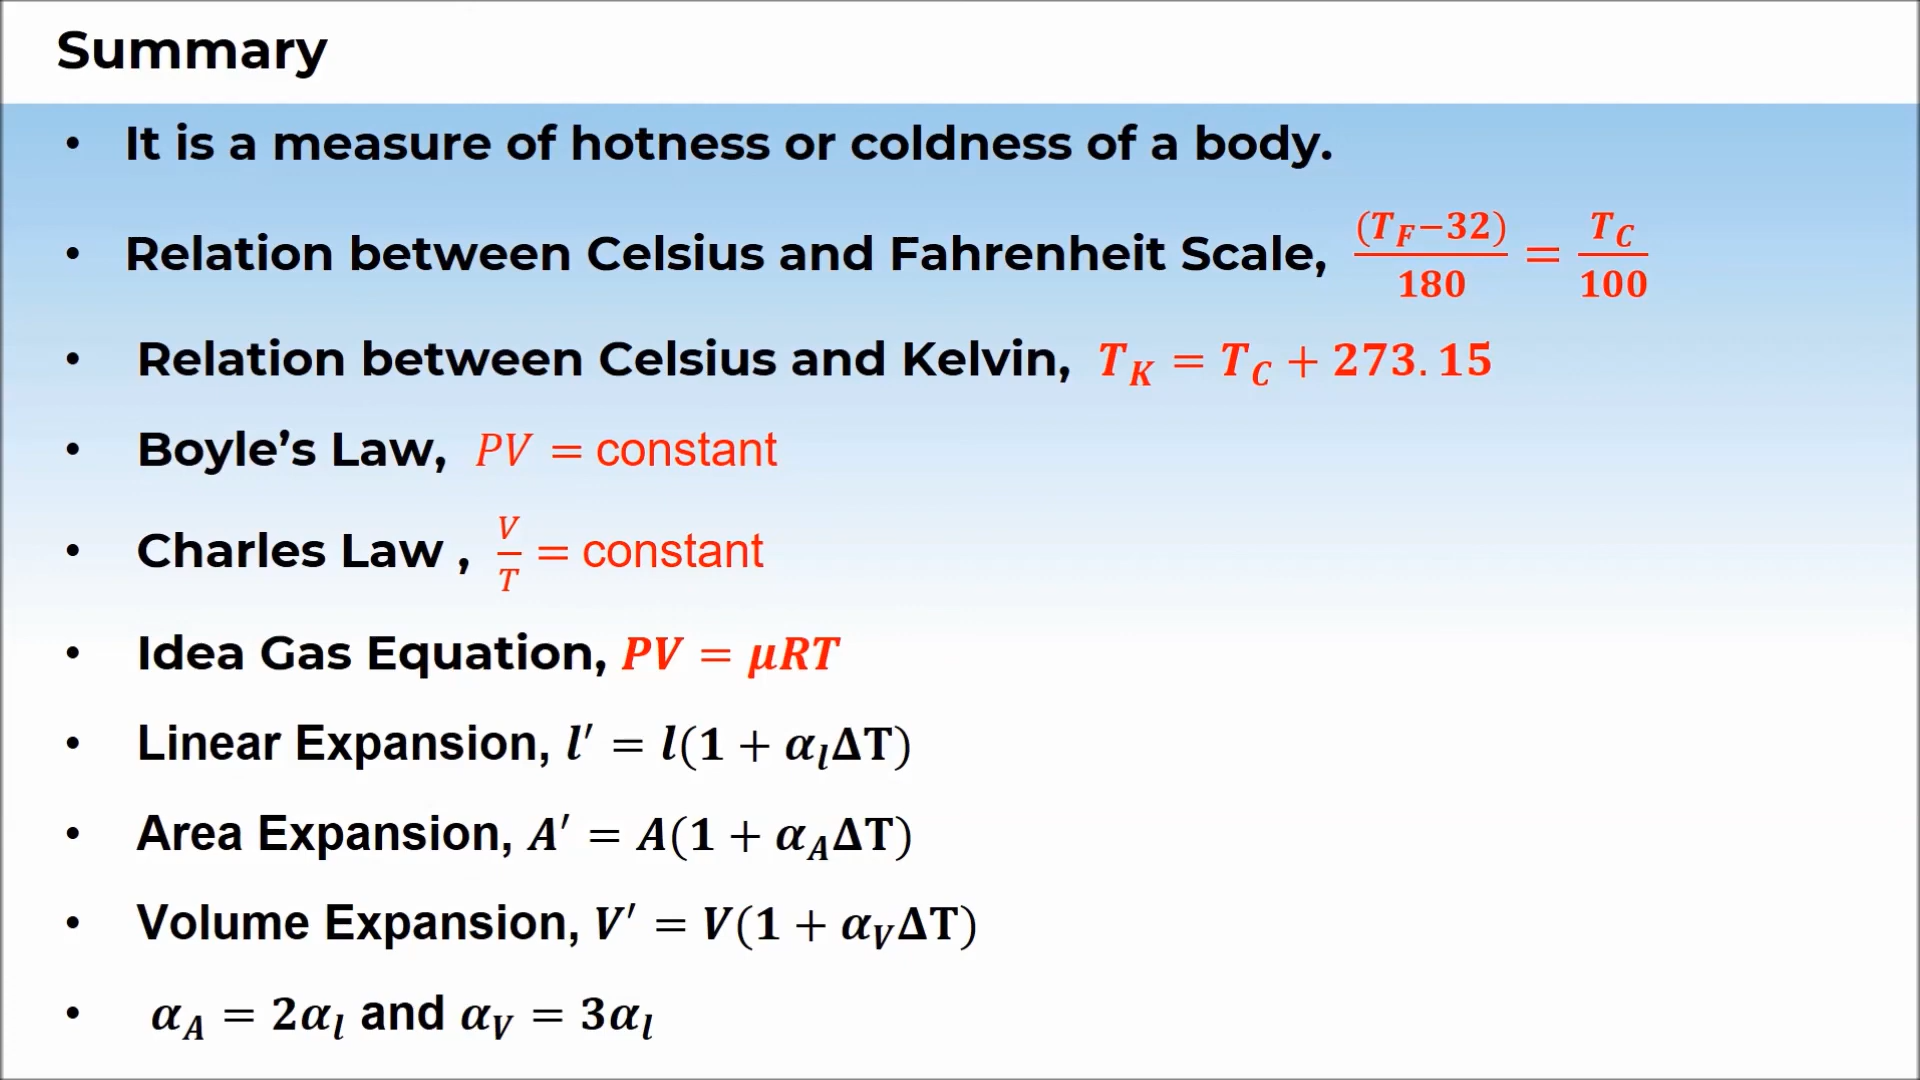 Summary
• It is a measure of hotness or coldness of a body.
• Relation between Celsius and Fahrenheit Scale, \frac{(T_F−32)}{180} = \frac{T_C}{100}
• Relation between Celsius and Kelvin, T_K = T_C + 273.15
• Boyle’s Law, PV = constant
• Charles Law , \frac{V}{T} = constant
• Idea Gas Equation, PV = μRT
• Linear Expansion, l′ = l(1 + α_lΔT)
• Area Expansion, A′ = A(1 + α_AΔT)
• Volume Expansion, V′ = V(1 + α_VΔT)
• α_A = 2α_l and α_V = 3α_l